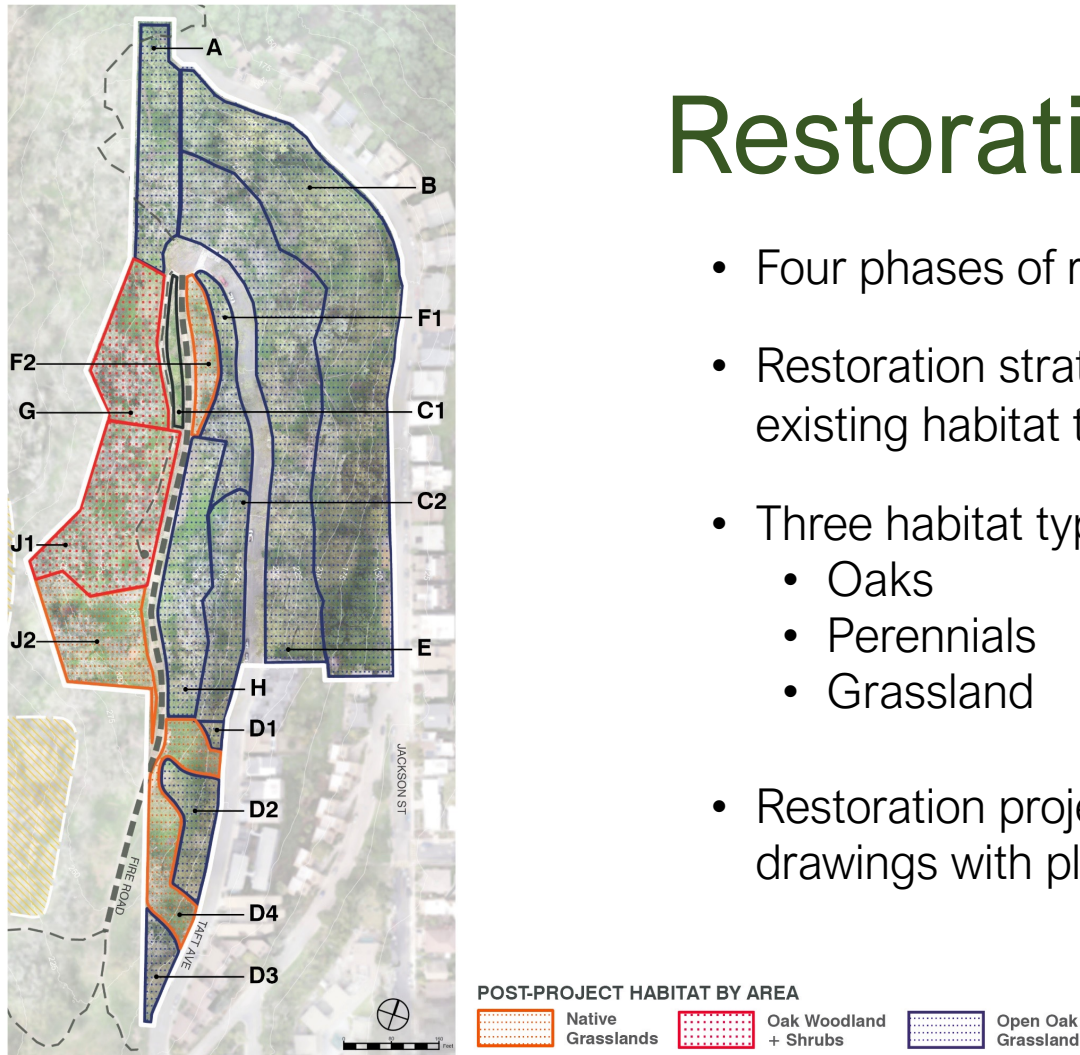 A
B
F1
F2
G
C1
C2
J1
J2
E
H
D1
D2
D4
D3
JACKSON ST
FIRE ROAD
TAFT AVE
Feet
Restorati
• Four phases of r
• Restoration strat
existing habitat t
• Three habitat typ
• Oaks
• Perennials
• Grassland
• Restoration proje
drawings with pl
POST-PROJECT HABITAT BY AREA
Native
Grasslands
Oak Woodland
+ Shrubs
Open Oak
Grassland